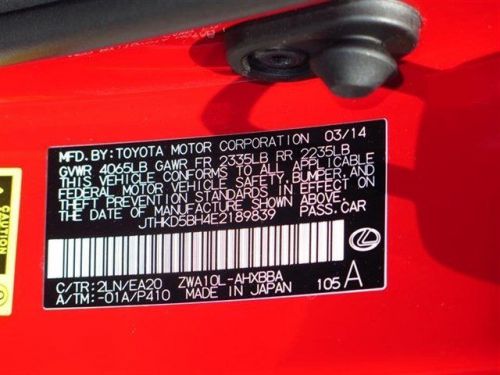 MFD. BY: TOYOTA MOTOR CORPORATION 03/14
GVWR 4065LB GAWR FR 2335LB RR 2235LB
THIS VEHICLE CONFORMS TO ALL APPLICABLE
FEDERAL MOTOR VEHICLE SAFETY, BUMPER, AND
THEFT PREVENTION STANDARDS IN EFFECT ON
THE DATE OF MANUFACTURE SHOWN ABOVE.
JTHKD5BH4E2189839 PASS. CAR
C/TR: 2LN/EA20 ZWA10L-AHXBBA
A/TM: -01A/P410 MADE IN JAPAN 105 A
CAUTION